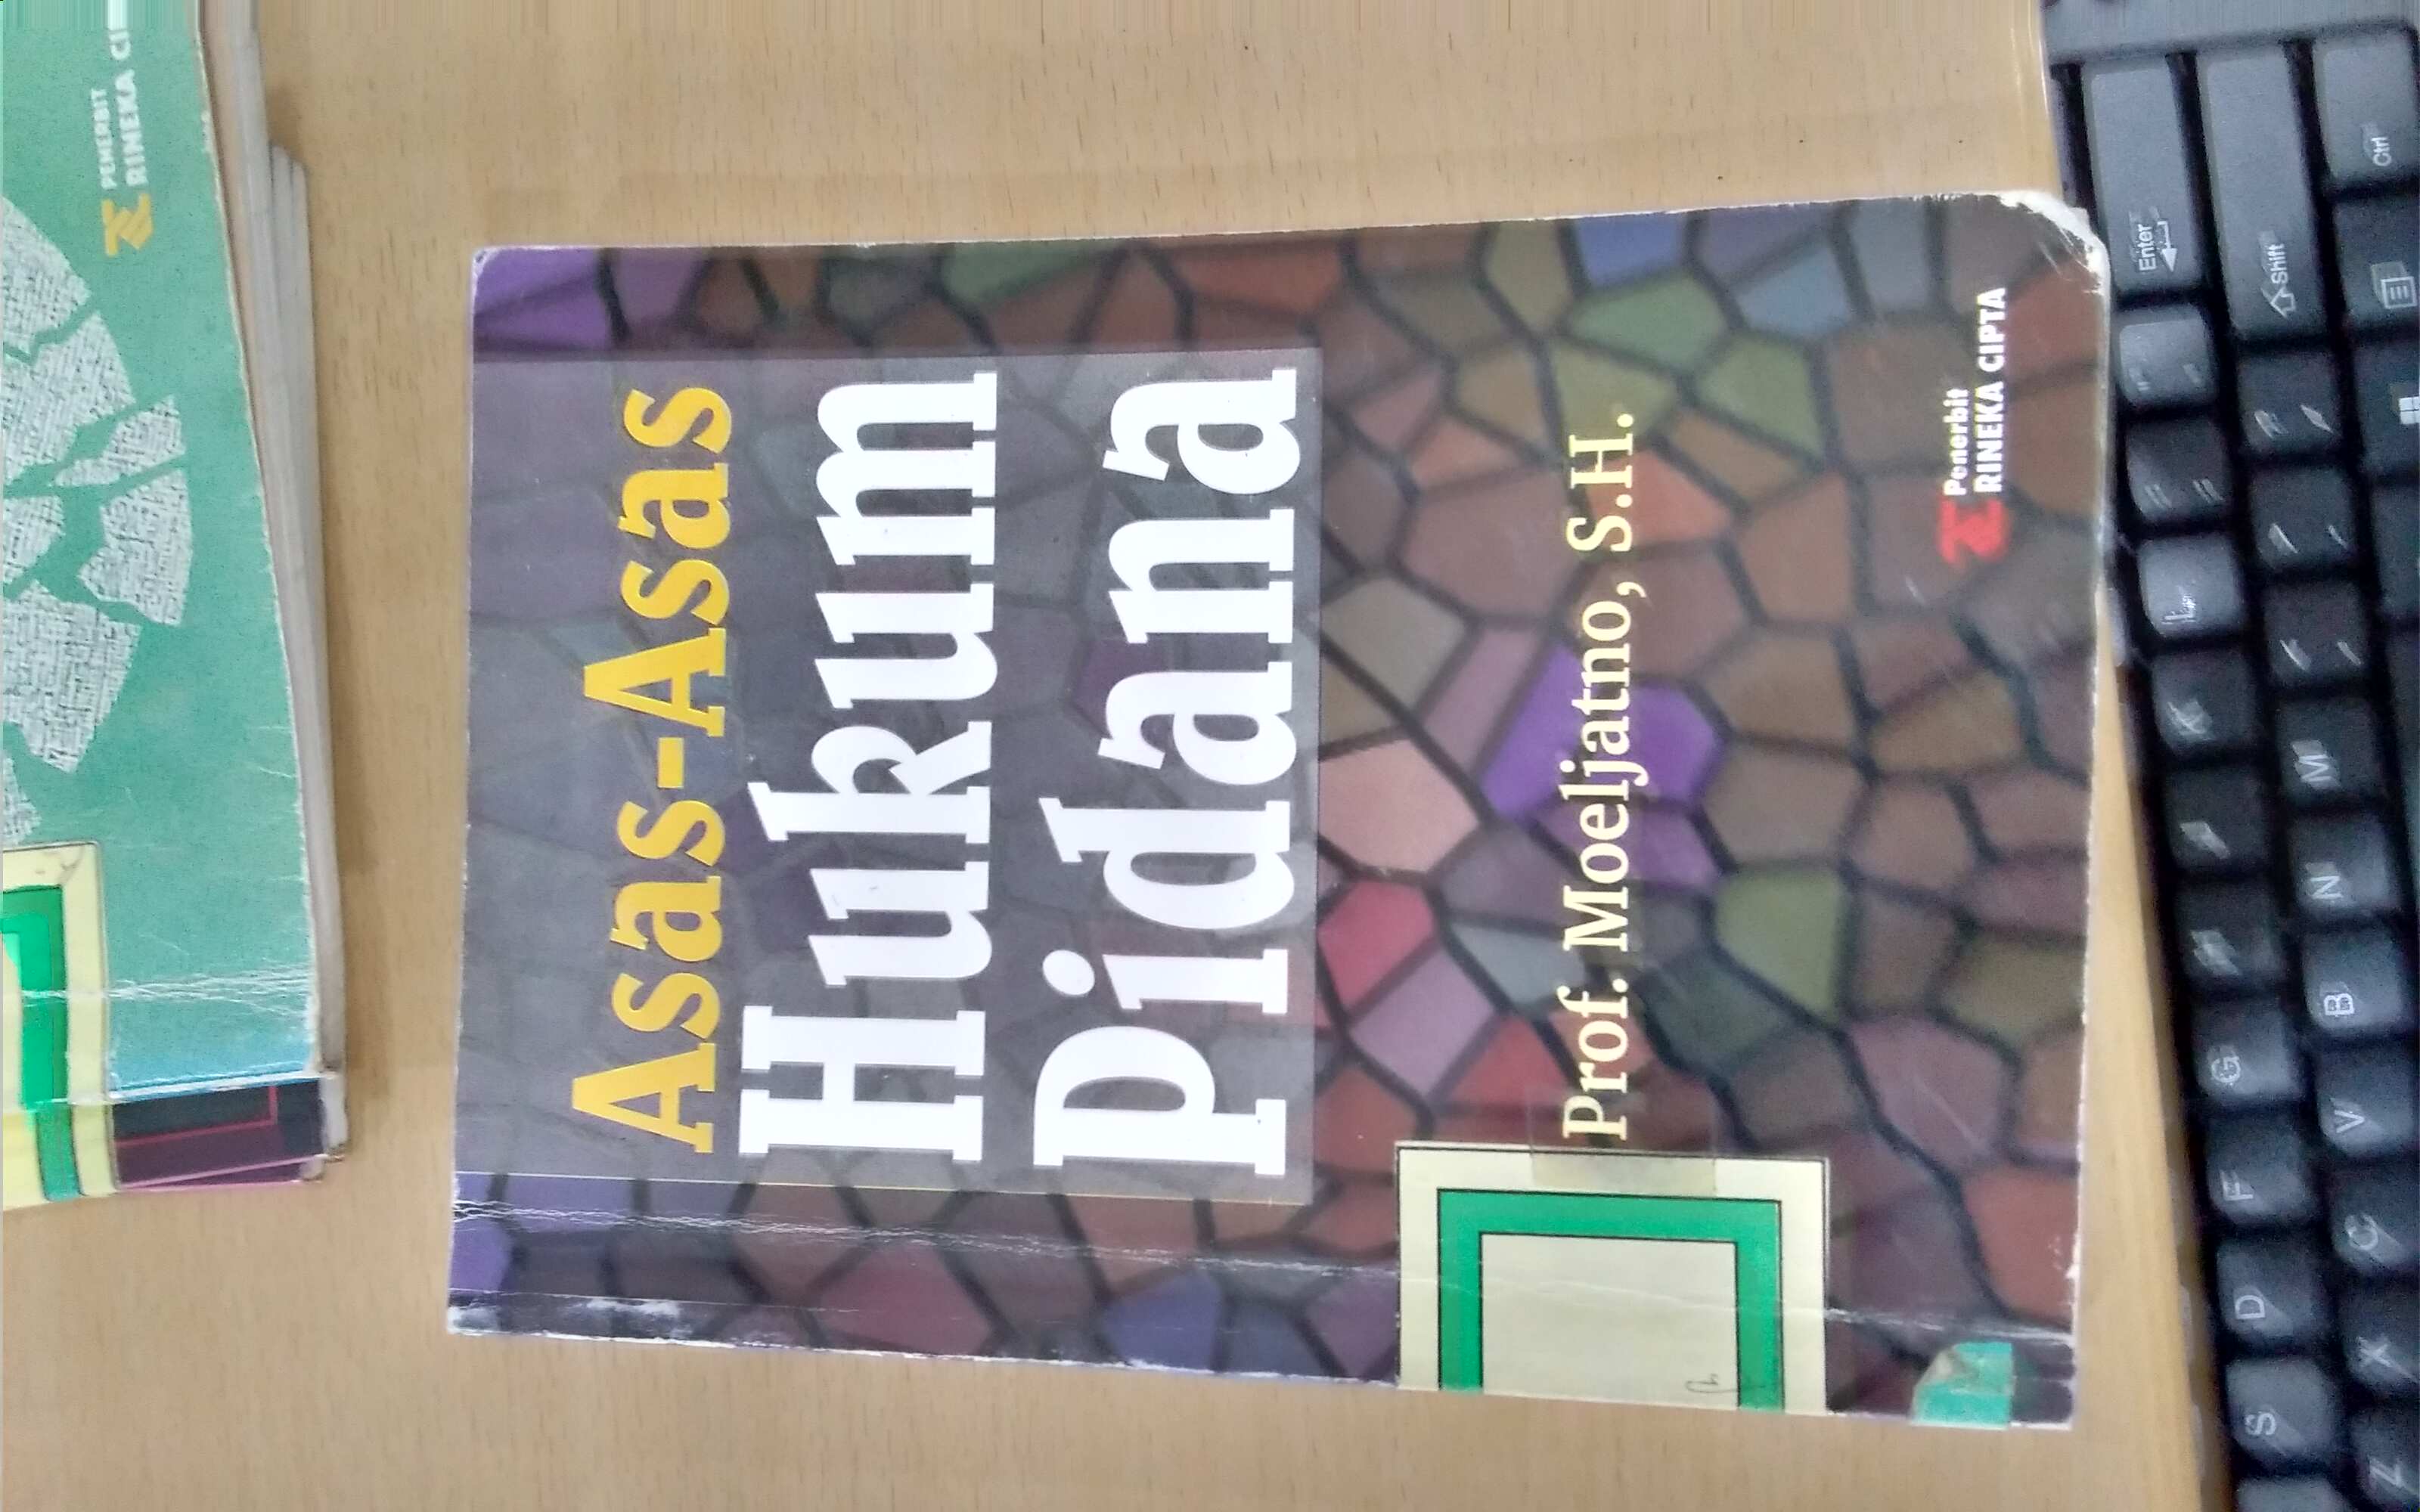 Asas-Asas
Hukum
Pidana
Prof. Moeljatno, S.H.
Penerbit
RINEKA CIPTA
PENERBIT
RINEKA CI
Enter
Shift
Ctrl
L
K
M
N
B
G
V
F
C
D
X
S
Z